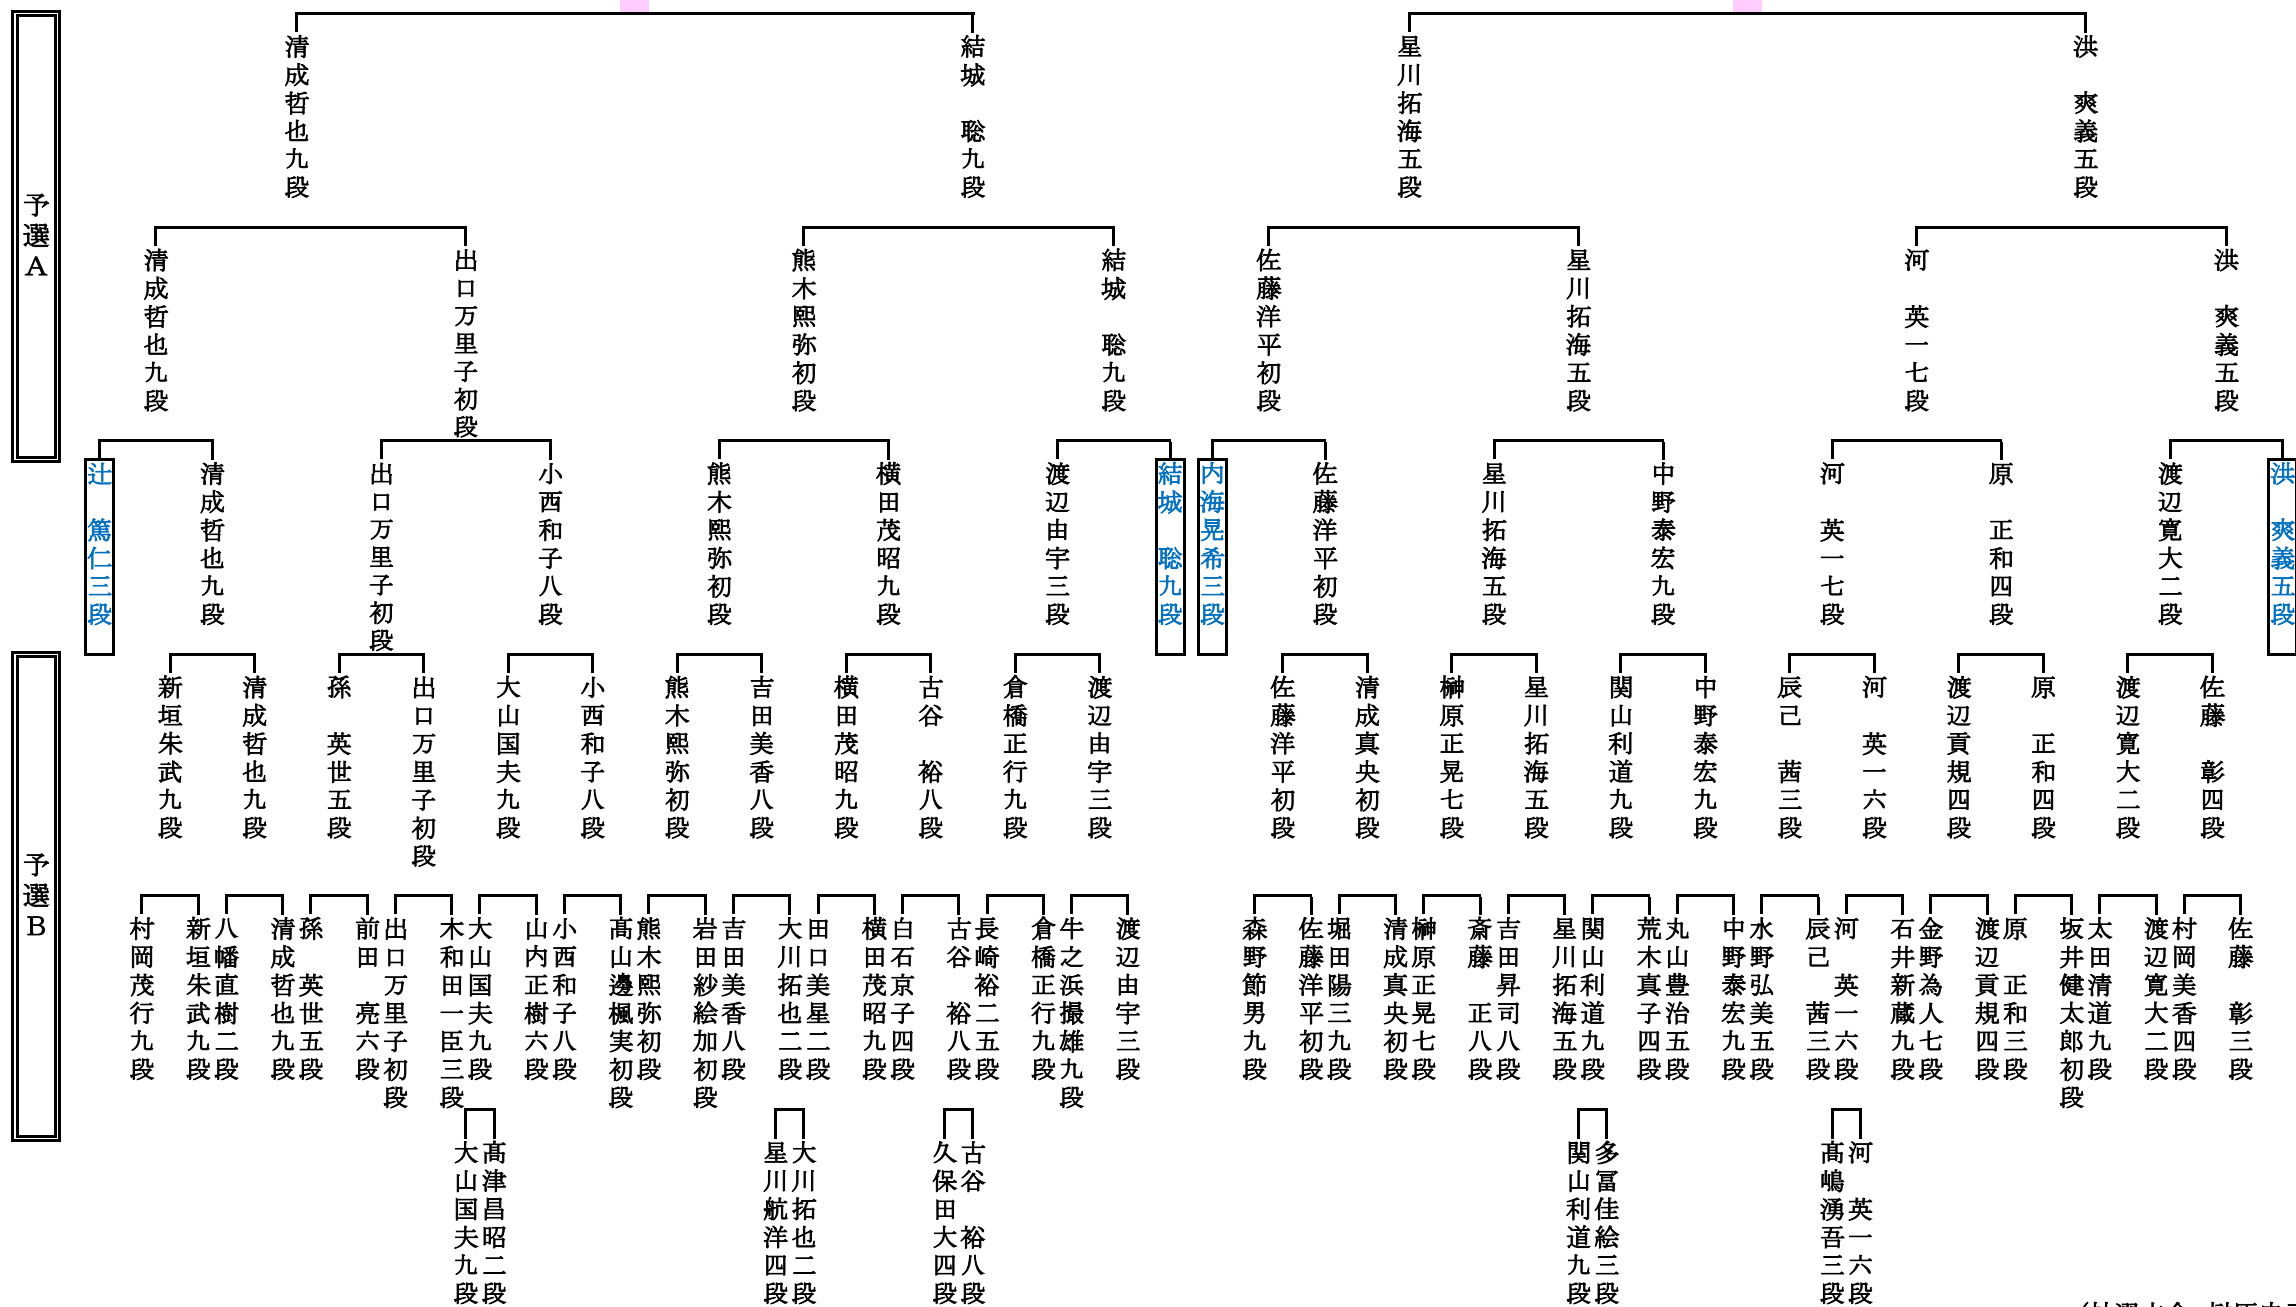 予選A
清成哲也九段
結城 聡九段
星川拓海五段
洪 爽義五段
清成哲也九段
出口万里子初段
熊木熙弥初段
結城 聡九段
佐藤洋平初段
星川拓海五段
河 英一七段
洪 爽義五段
辻 篤仁三段
清成哲也九段
出口万里子初段
小西和子八段
熊木熙弥初段
横田茂昭九段
渡辺由宇三段
結城 聡九段
内海晃希三段
佐藤洋平初段
星川拓海五段
中野泰宏九段
河 英一七段
原 正和四段
渡辺寛大二段
洪 爽義五段
予選B
新垣朱武九段
清成哲也九段
孫 英世五段
出口万里子初段
大山国夫九段
小西和子八段
熊木熙弥初段
吉田美香八段
横田茂昭九段
古谷 裕八段
倉橋正行九段
渡辺由宇三段
佐藤洋平初段
清成真央初段
榊原正晃七段
星川拓海五段
関山利道九段
中野泰宏九段
辰己 茜三段
河 英一六段
渡辺貢規四段
原 正和四段
渡辺寛大二段
佐藤 彰四段
村岡茂行九段
新垣朱武九段
八幡直樹二段
清成哲也九段
孫 英世五段
前田 亮六段
出口万里子初段
木和田一臣三段
大山国夫九段
山内正樹六段
小西和子八段
髙山邊楓実初段
熊木熙弥初段
岩田紗絵加初段
吉田美香八段
大川拓也二段
田口美星二段
横田茂昭九段
白石京子四段
古谷 裕八段
長崎裕二五段
倉橋正行九段
牛之浜撮雄九段
渡辺由宇三段
森野節男九段
佐藤洋平初段
堀田陽三九段
清成真央初段
榊原正晃七段
斎藤 正八段
吉田昇司八段
星川拓海五段
関山利道九段
荒木真子四段
丸山豊治五段
中野泰宏九段
水野弘美五段
辰己 茜三段
河 英一六段
石井新蔵九段
金野為人七段
渡辺貢規四段
原 正和三段
坂井健太郎初段
太田清道九段
渡辺寛大二段
村岡美香四段
佐藤 彰三段
大山国夫九段
髙津昌昭二段
星川航洋四段
大川拓也二段
久保田大四段
古谷 裕八段
関山利道九段
多冨佳絵三段
髙嶋湧吾三段
河 英一六段